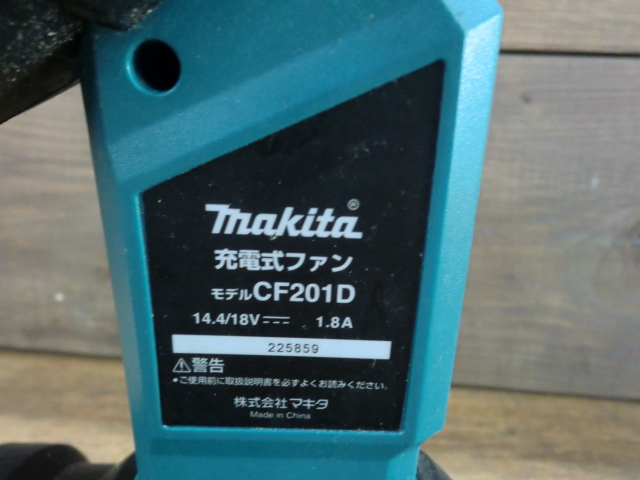 makita®
充電式ファン
モデルCF201D
14.4/18V⎓ 1.8A
225859
⚠警告
●ご使用前に取扱説明書を必ずよくお読みください。
株式会社マキタ
Made in China